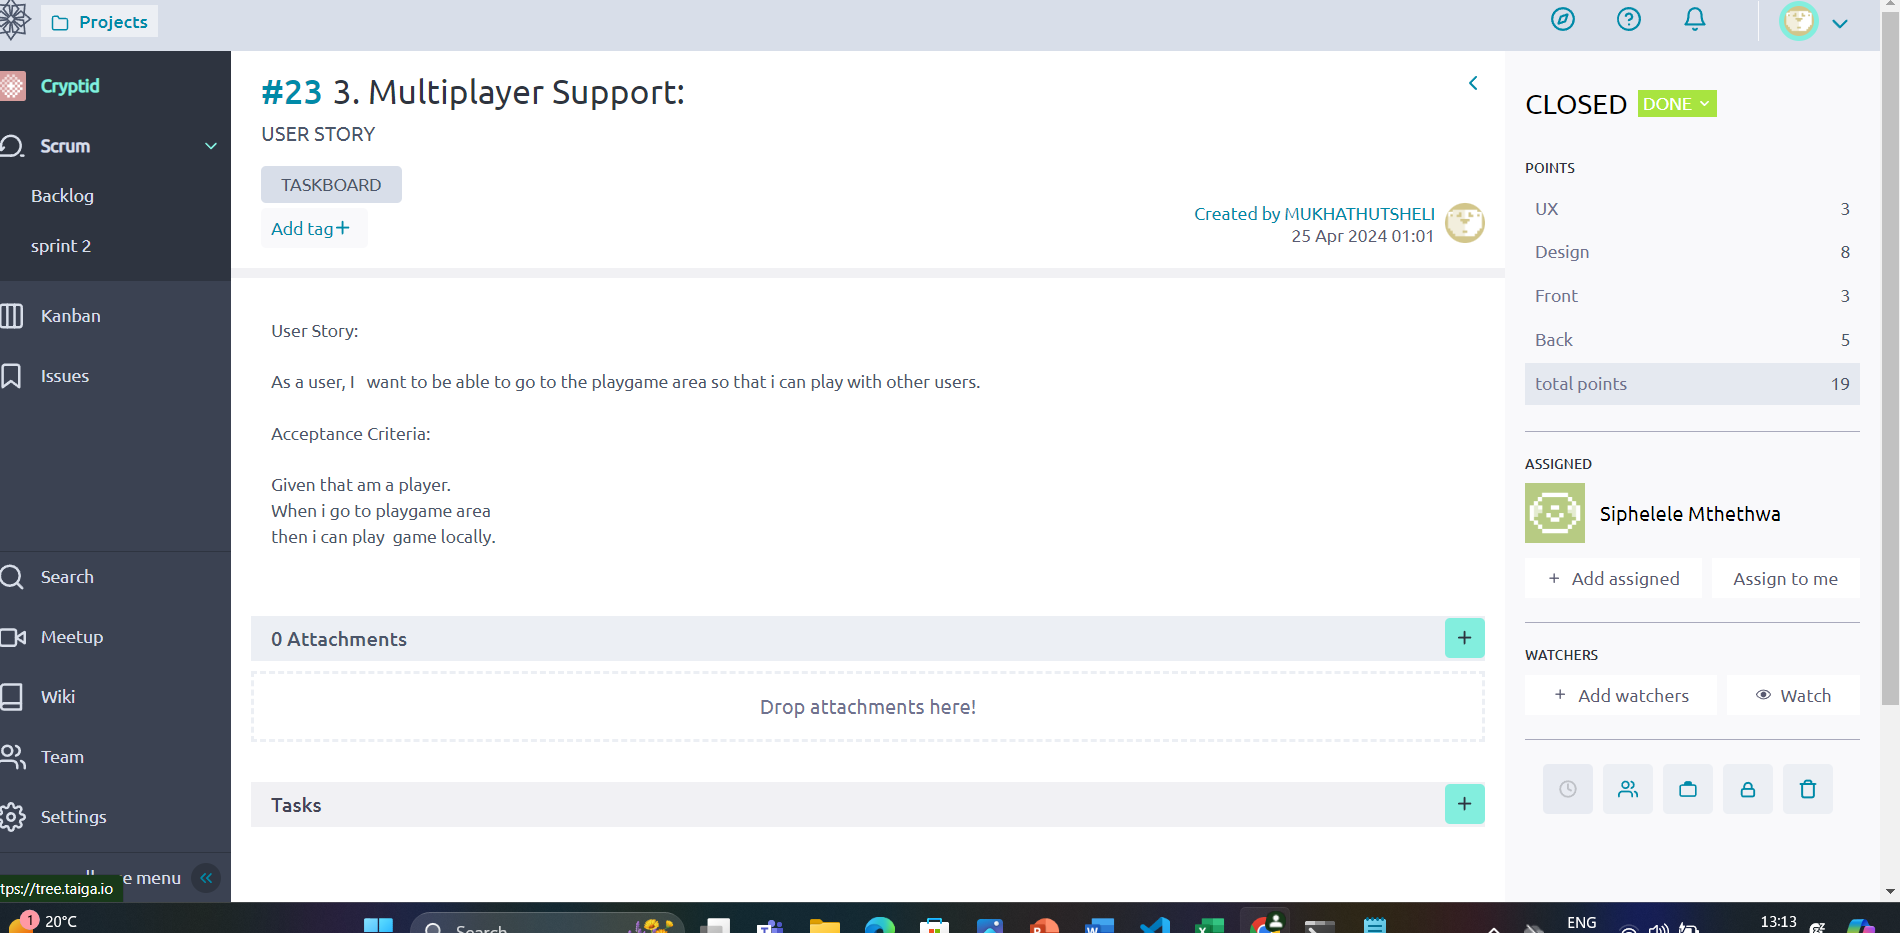 Projects
Cryptid
Scrum
Backlog
sprint 2
Kanban
Issues
Search
Meetup
Wiki
Team
Settings
e menu
tps://tree.taiga.io
#23 3. Multiplayer Support:
USER STORY
TASKBOARD
Add tag+
Created by MUKHATHUTSHELI
25 Apr 2024 01:01
User Story:
As a user, I want to be able to go to the playgame area so that i can play with other users.
Acceptance Criteria:
Given that am a player.
When i go to playgame area
then i can play game locally.
0 Attachments
+
Drop attachments here!
Tasks
+
CLOSED DONE
POINTS
UX 3
Design 8
Front 3
Back 5
total points 19
ASSIGNED
Siphelele Mthethwa
+ Add assigned Assign to me
WATCHERS
+ Add watchers Watch
1 20°C
Search
ENG
13:13